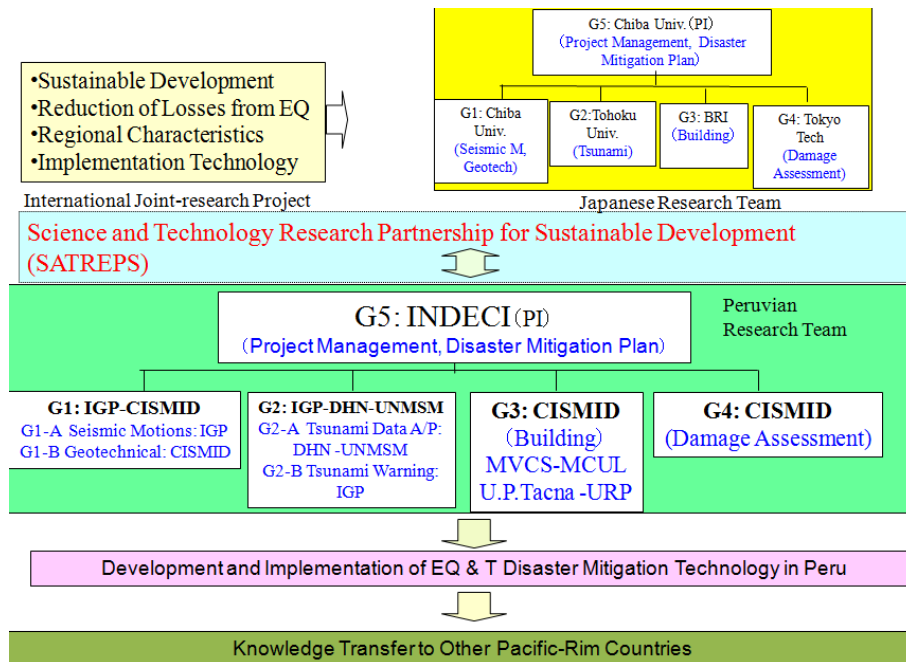 •Sustainable Development
•Reduction of Losses from EQ
•Regional Characteristics
•Implementation Technology
G5: Chiba Univ. (PI)
(Project Management, Disaster
Mitigation Plan)
G1: Chiba
Univ.
(Seismic M,
Geotech)
G2:Tohoku
Univ.
(Tsunami)
G3: BRI
(Building)
G4: Tokyo
Tech
(Damage
Assessment)
International Joint-research Project
Japanese Research Team
Science and Technology Research Partnership for Sustainable Development
(SATREPS)
G5: INDECI (PI)
(Project Management, Disaster Mitigation Plan)
Peruvian
Research Team
G1: IGP-CISMID
G1-A Seismic Motions: IGP
G1-B Geotechnical: CISMID
G2: IGP-DHN-UNMSM
G2-A Tsunami Data A/P:
DHN -UNMSM
G2-B Tsunami Warning:
IGP
G3: CISMID
(Building)
MVCS-MCUL
U.P.Tacna -URP
G4: CISMID
(Damage Assessment)
Development and Implementation of EQ & T Disaster Mitigation Technology in Peru
Knowledge Transfer to Other Pacific-Rim Countries